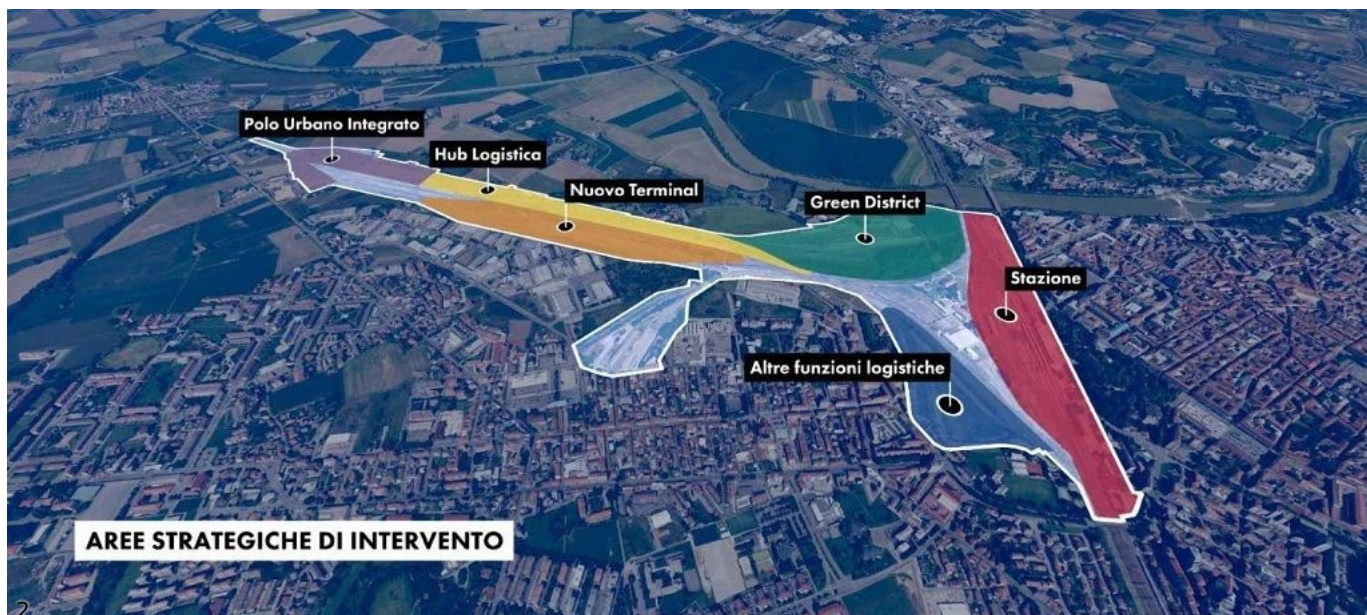 Polo Urbano Integrato
Hub Logistica
Nuovo Terminal
Green District
Stazione
Altre funzioni logistiche
AREE STRATEGICHE DI INTERVENTO
2